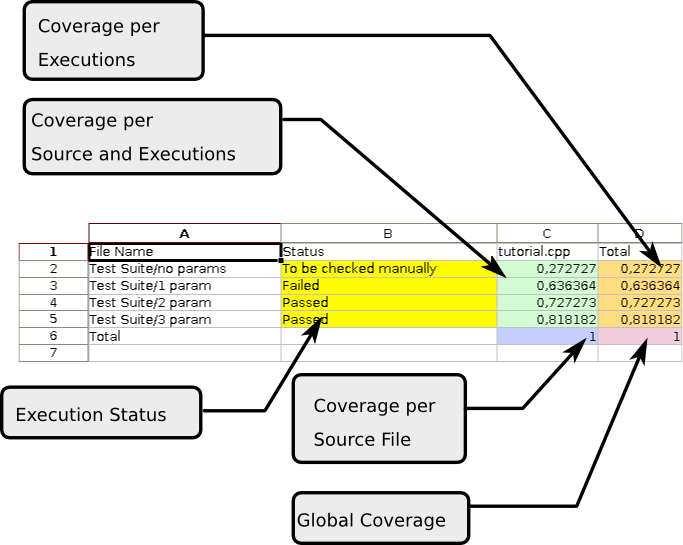 Coverage per
Executions
Coverage per
Source and Executions
A B C D
1 File Name Status tutorial.cpp Total
2 Test Suite/no params To be checked manually 0,272727 0,272727
3 Test Suite/1 param Failed 0,636364 0,636364
4 Test Suite/2 param Passed 0,727273 0,727273
5 Test Suite/3 param Passed 0,818182 0,818182
6 Total 1 1
7
Execution Status
Coverage per
Source File
Global Coverage